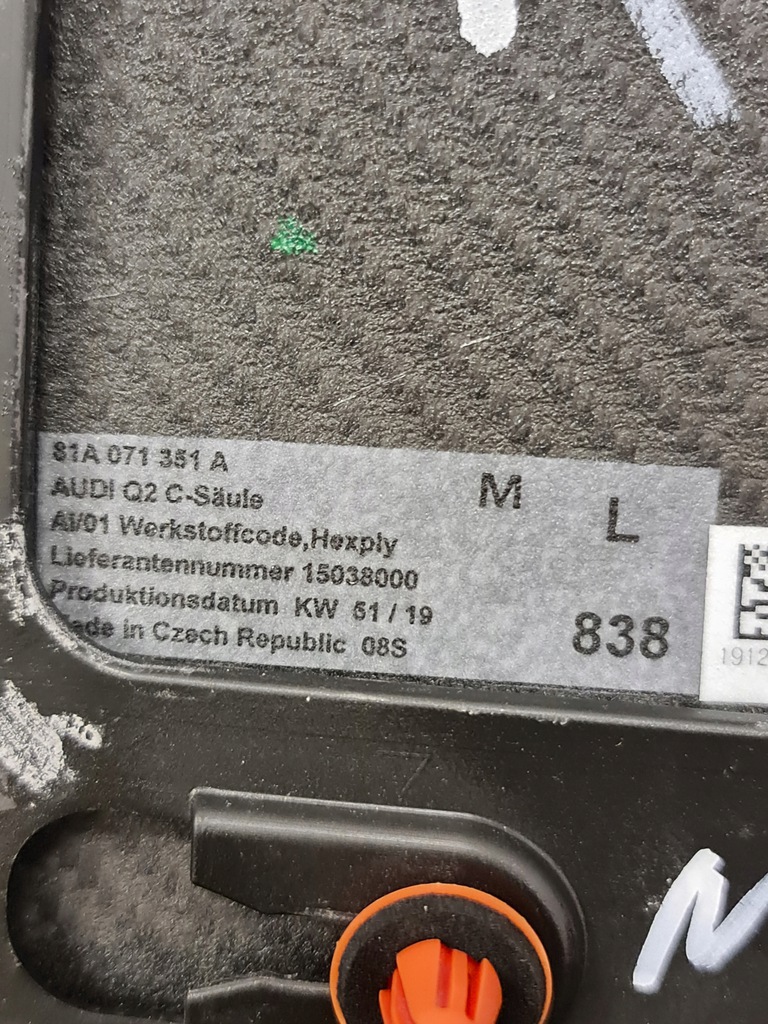 81A 071 351 A
AUDI Q2 C-Säule
AI/01 Werkstoffcode,Hexply
Lieferantennummer 15038000
Produktionsdatum KW 51 / 19
Made in Czech Republic 08S
M
L
838
1912